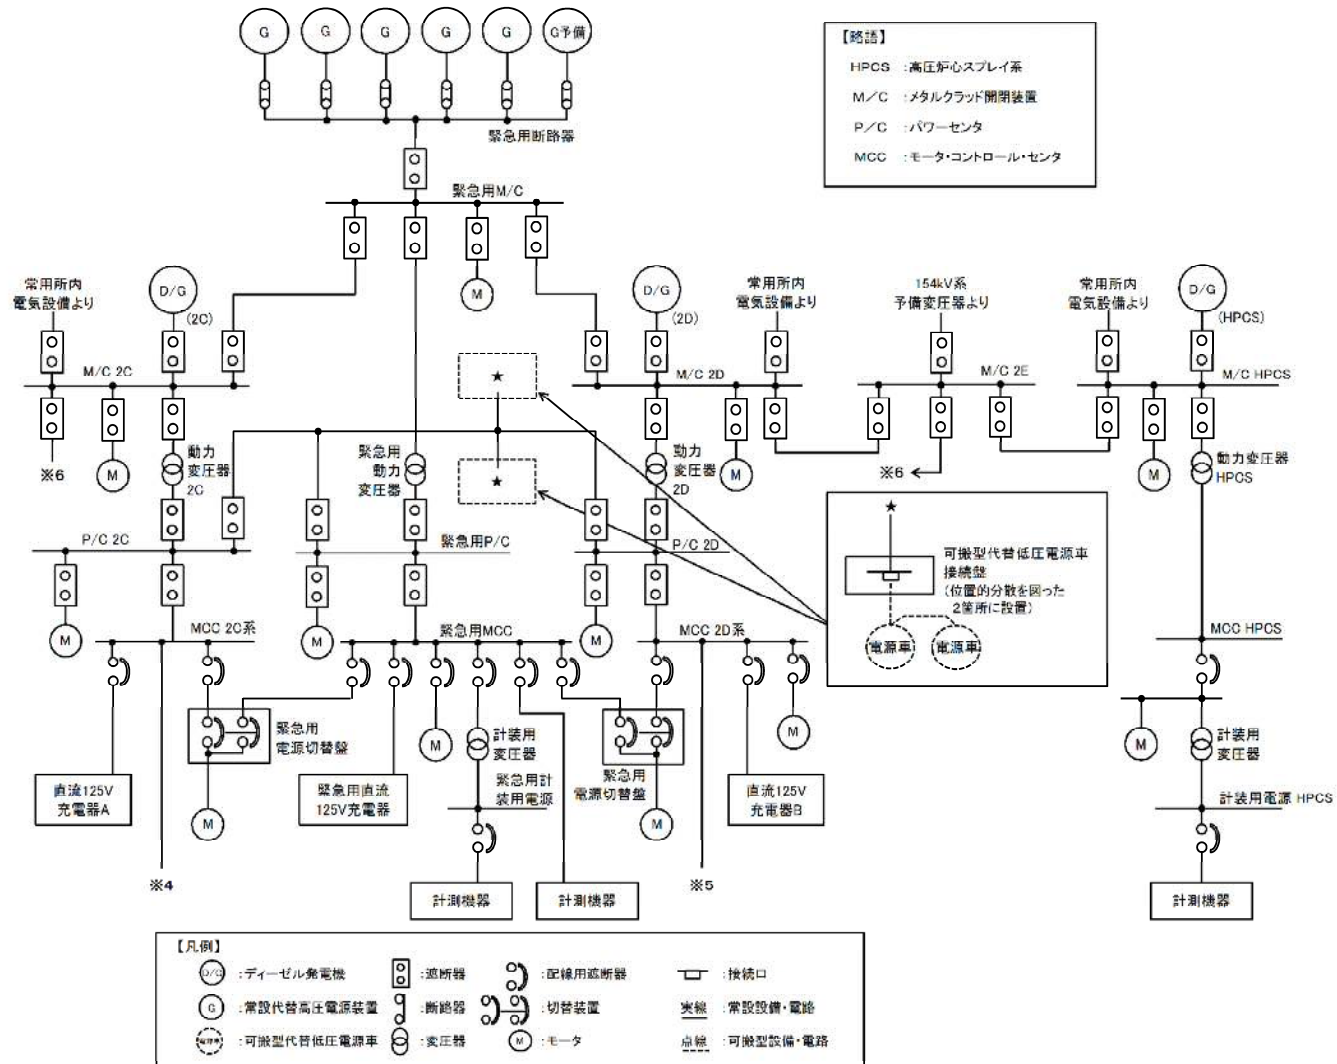 G
G
G
G
G
G予備
緊急用断路器
緊急用M/C
【略語】
HPCS :高圧炉心スプレイ系
M/C :メタルクラッド開閉装置
P/C :パワーセンタ
MCC :モータ・コントロール・センタ
常用所内
電気設備より
D/G
(2C)
M
D/G
(2D)
常用所内
電気設備より
154kV系
予備変圧器より
常用所内
電気設備より
D/G
(HPCS)
M/C 2C
★
M/C 2D
M/C 2E
M/C HPCS
※6
M
動力
変圧器
2C
緊急用
動力
変圧器
★
動力
変圧器
2D
M
※6
M
動力変圧器
HPCS
P/C 2C
緊急用P/C
P/C 2D
★
可搬型代替低圧電源車
接続盤
(位置的分散を図った
2箇所に設置)
電源車
電源車
M
MCC 2C系
M
緊急用MCC
M
MCC 2D系
MCC HPCS
緊急用
電源切替盤
M
計装用
変圧器
緊急用
電源切替盤
M
M
計装用
変圧器
直流125V
充電器A
M
緊急用直流
125V充電器
緊急用計
装用電源
M
直流125V
充電器B
計装用電源 HPCS
※4
計測機器
計測機器
※5
計測機器
【凡例】
D/G :ディーゼル発電機
:遮断器
:配線用遮断器
:接続口
G :常設代替高圧電源装置
:断路器
:切替装置
実線 :常設設備・電路
電源車 :可搬型代替低圧電源車
:変圧器
M :モータ
点線 :可搬型設備・電路